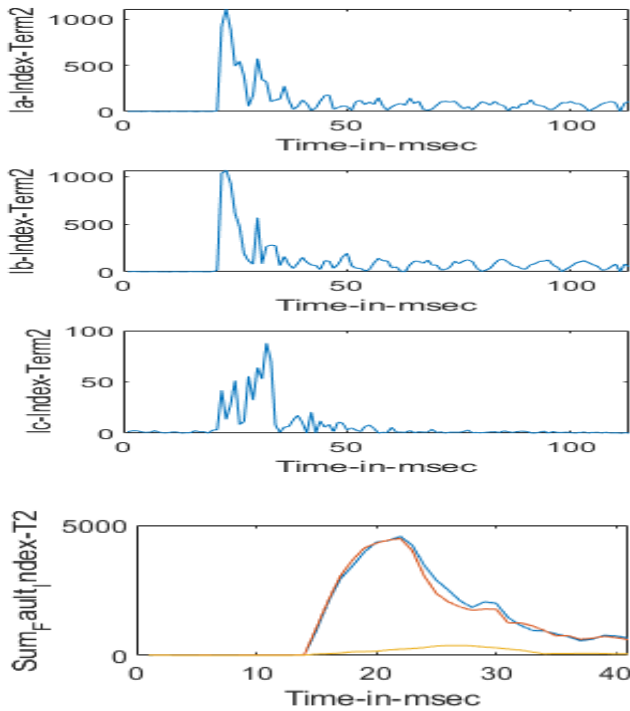 Ia-Index-Term2
1000
500
0
0 50 100
Time-in-msec
Ib-Index-Term2
1000
500
0
0 50 100
Time-in-msec
Ic-Index-Term2
100
50
0
0 50 100
Time-in-msec
Sum_Fault_Index-T2
5000
0
0 10 20 30 40
Time-in-msec